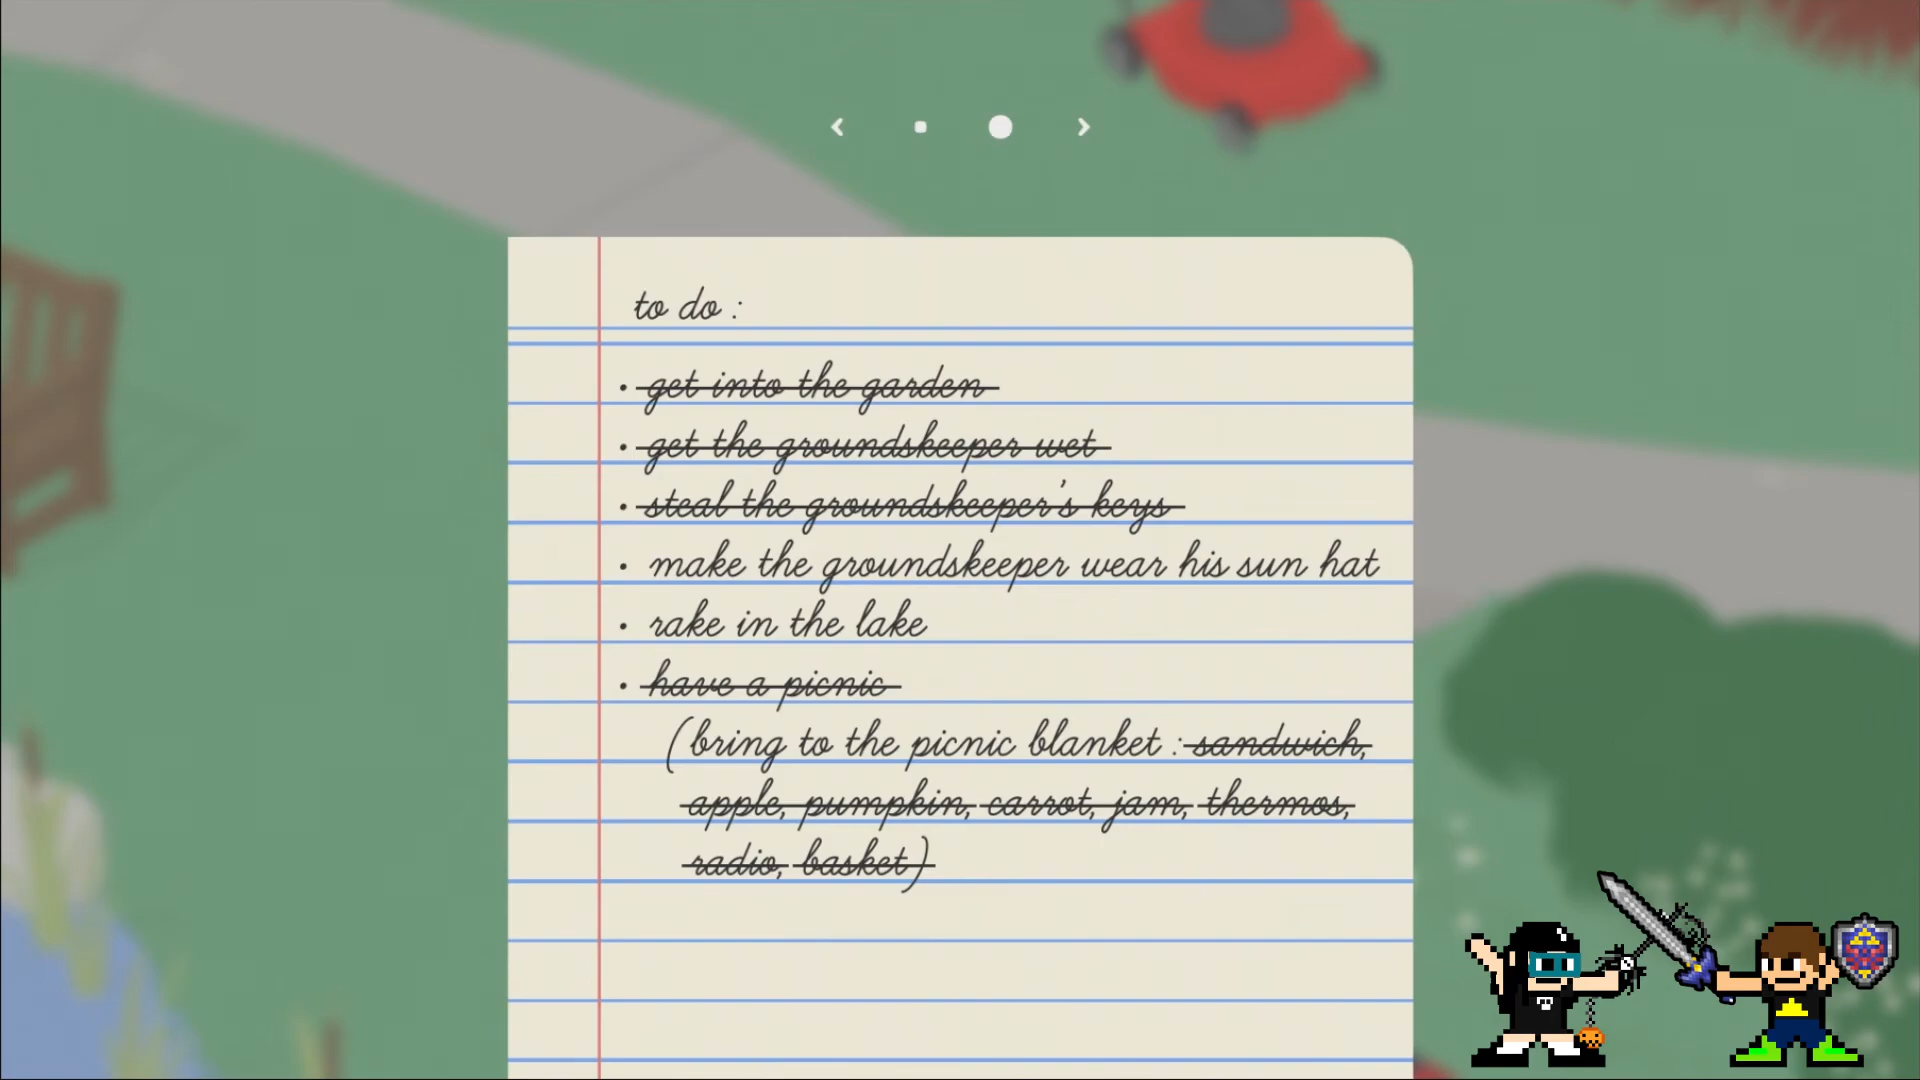 to do :
• get into the garden
• get the groundskeeper wet
• steal the groundskeeper's keys
• make the groundskeeper wear his sun hat
• rake in the lake
• have a picnic
(bring to the picnic blanket : sandwich,
apple, pumpkin, carrot, jam, thermos,
radio, basket)